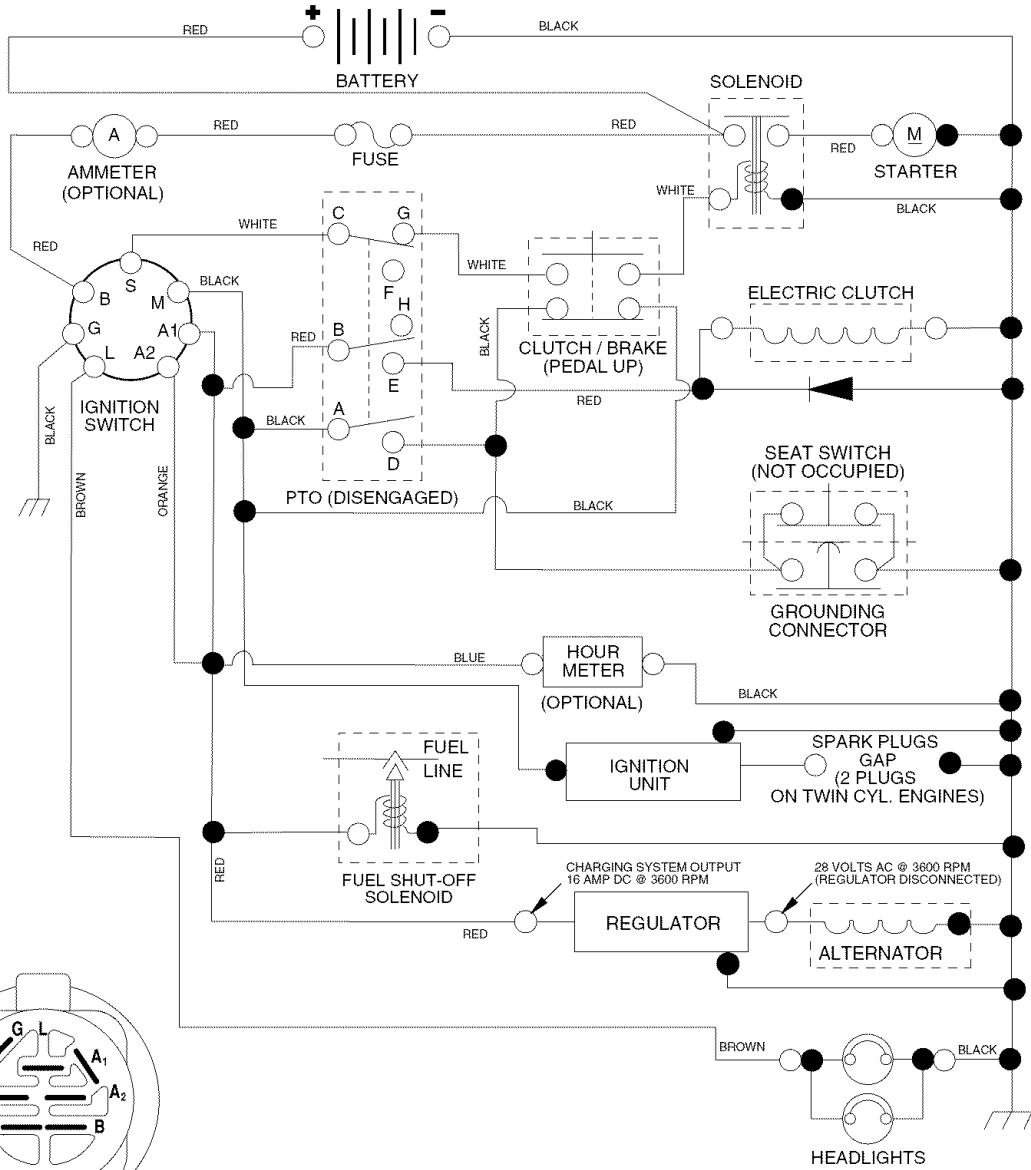 + -
RED
BLACK
BATTERY
SOLENOID
A
RED
RED
RED
M
AMMETER
(OPTIONAL)
FUSE
STARTER
WHITE
BLACK
C G
WHITE
RED
S
BLACK
WHITE
B
M
F
G
A1
H
ELECTRIC CLUTCH
L
A2
RED
B
BLACK
CLUTCH / BRAKE
(PEDAL UP)
E
IGNITION
SWITCH
RED
BLACK
BLACK
A
D
SEAT SWITCH
(NOT OCCUPIED)
BROWN
ORANGE
PTO (DISENGAGED)
BLACK
GROUNDING
CONNECTOR
BLUE
HOUR
METER
(OPTIONAL)
BLACK
FUEL
LINE
IGNITION
UNIT
SPARK PLUGS
GAP
(2 PLUGS
ON TWIN CYL. ENGINES)
RED
FUEL SHUT-OFF
SOLENOID
CHARGING SYSTEM OUTPUT
16 AMP DC @ 3600 RPM
28 VOLTS AC @ 3600 RPM
(REGULATOR DISCONNECTED)
RED
REGULATOR
ALTERNATOR
G L
A1
A2
B
BROWN
BLACK
HEADLIGHTS